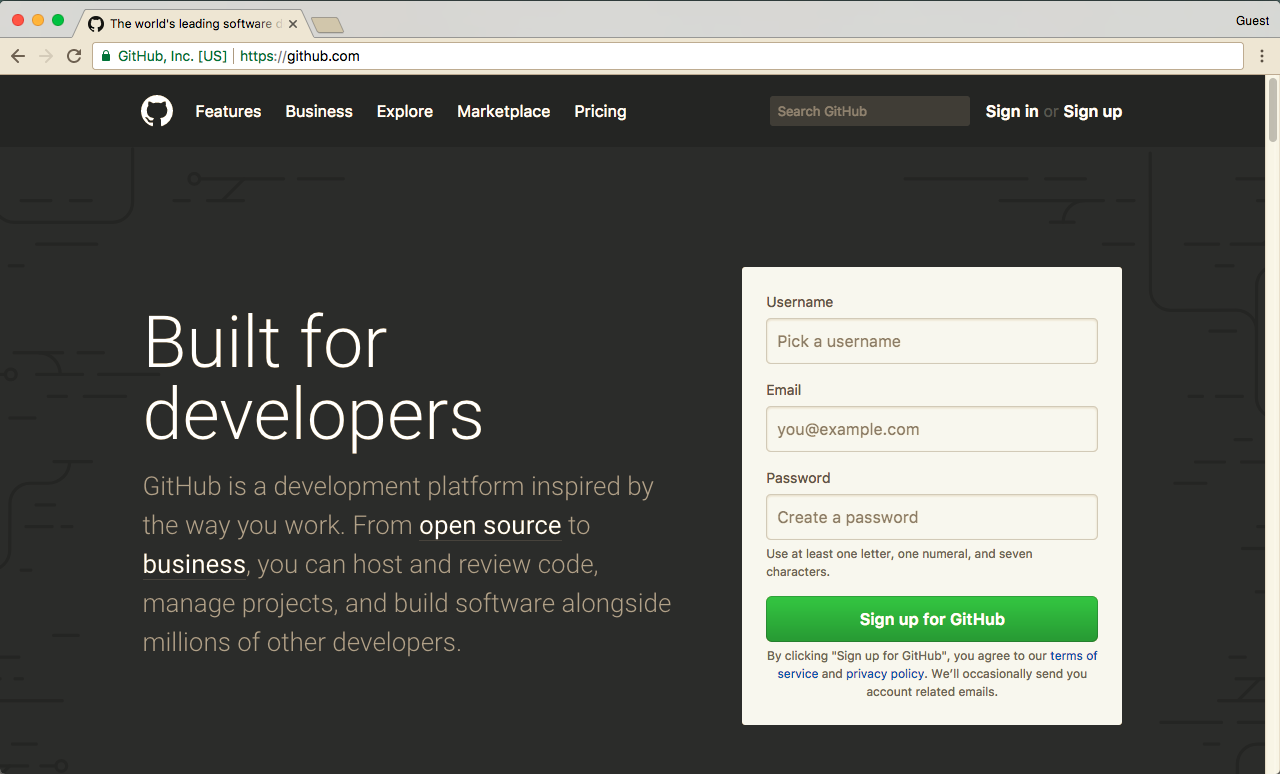 The world's leading software d
Guest
GitHub, Inc. [US] https://github.com
Features Business Explore Marketplace Pricing Search GitHub Sign in or Sign up
Built for
developers
GitHub is a development platform inspired by
the way you work. From open source to
business, you can host and review code,
manage projects, and build software alongside
millions of other developers.
Username
Pick a username
Email
you@example.com
Password
Create a password
Use at least one letter, one numeral, and seven
characters.
Sign up for GitHub
By clicking "Sign up for GitHub", you agree to our terms of
service and privacy policy. We’ll occasionally send you
account related emails.